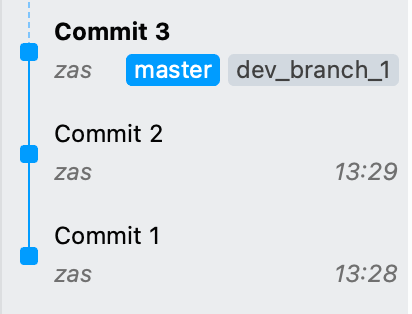 Commit 3
zas master dev_branch_1
Commit 2
zas 13:29
Commit 1
zas 13:28